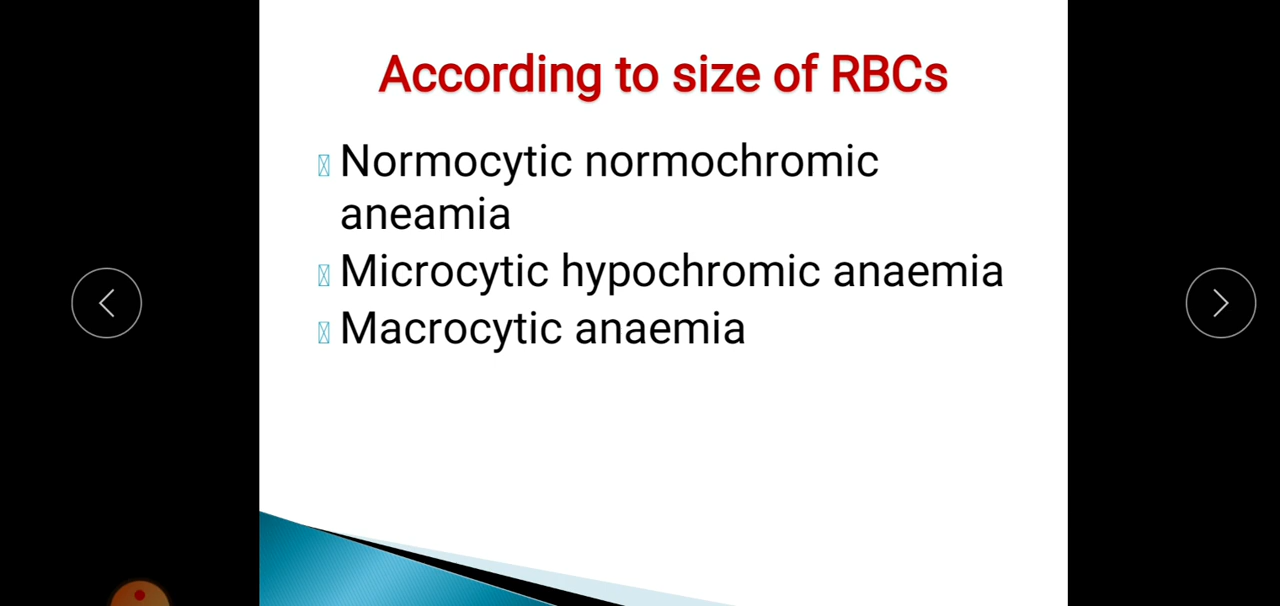 According to size of RBCs
Normocytic normochromic
aneamia
Microcytic hypochromic anaemia
Macrocytic anaemia